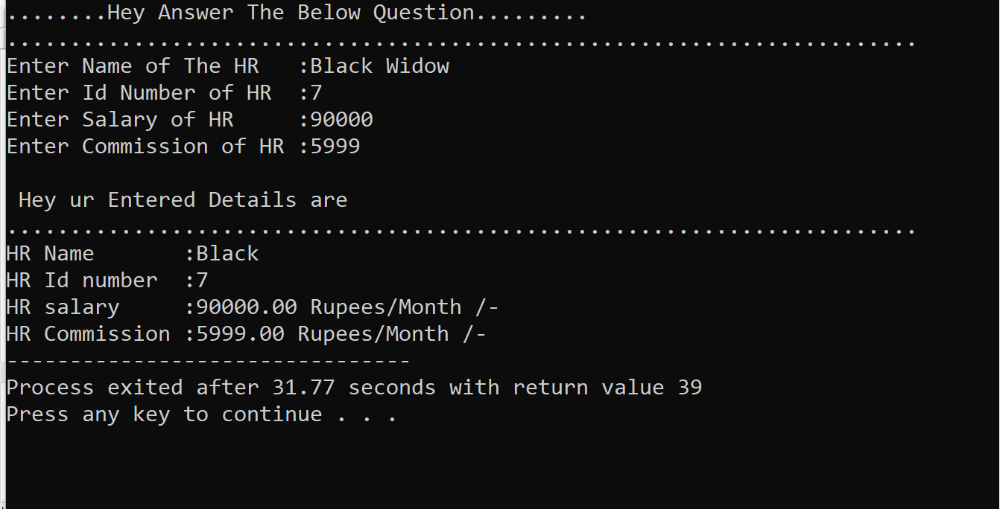 ........Hey Answer The Below Question.........
........................................................................
Enter Name of The HR   :Black Widow
Enter Id Number of HR  :7
Enter Salary of HR     :90000
Enter Commission of HR :5999
 Hey ur Entered Details are
........................................................................
HR Name       :Black
HR Id number  :7
HR salary     :90000.00 Rupees/Month /-
HR Commission :5999.00 Rupees/Month /-
--------------------------------
Process exited after 31.77 seconds with return value 39
Press any key to continue . . .